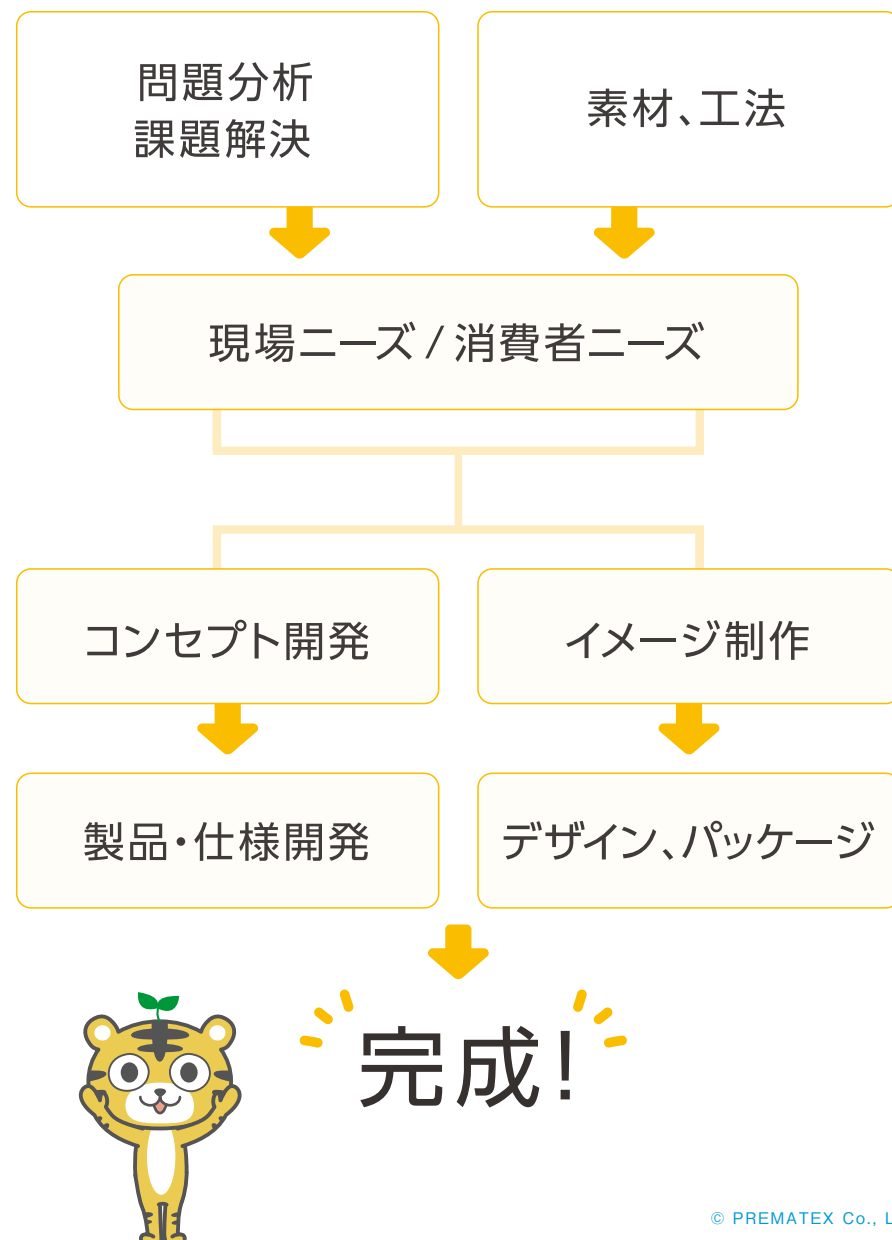 問題分析
課題解決
素材、工法
現場ニーズ / 消費者ニーズ
コンセプト開発
イメージ制作
製品・仕様開発
デザイン、パッケージ
完成!
© PREMATEX Co., L